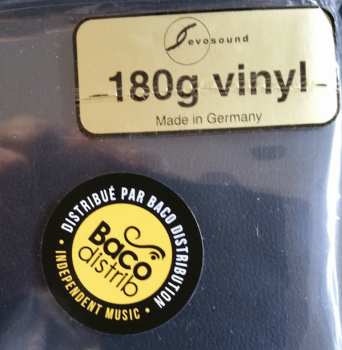 evosound
180g vinyl
Made in Germany
DISTRIBUÉ PAR BACO DISTRIBUTION
Baco
distrib
• INDEPENDENT MUSIC •